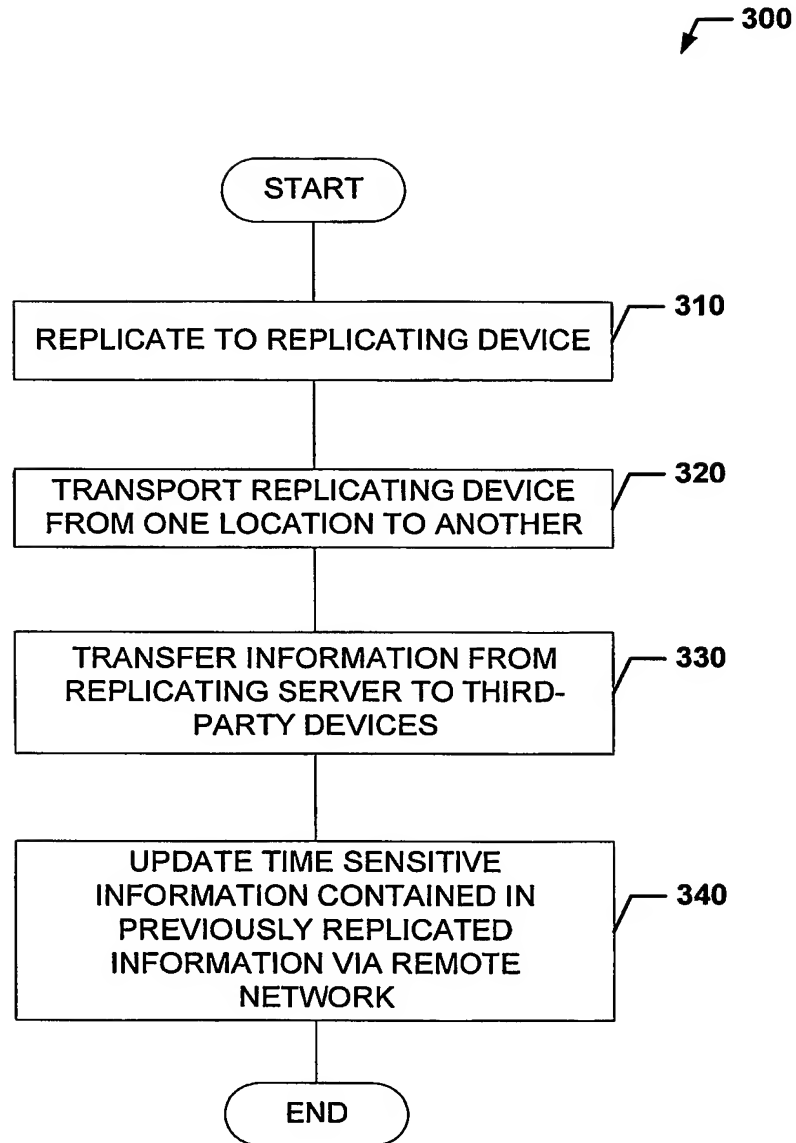 300
START
310
REPLICATE TO REPLICATING DEVICE
320
TRANSPORT REPLICATING DEVICE
FROM ONE LOCATION TO ANOTHER
330
TRANSFER INFORMATION FROM
REPLICATING SERVER TO THIRD-
PARTY DEVICES
340
UPDATE TIME SENSITIVE
INFORMATION CONTAINED IN
PREVIOUSLY REPLICATED
INFORMATION VIA REMOTE
NETWORK
END